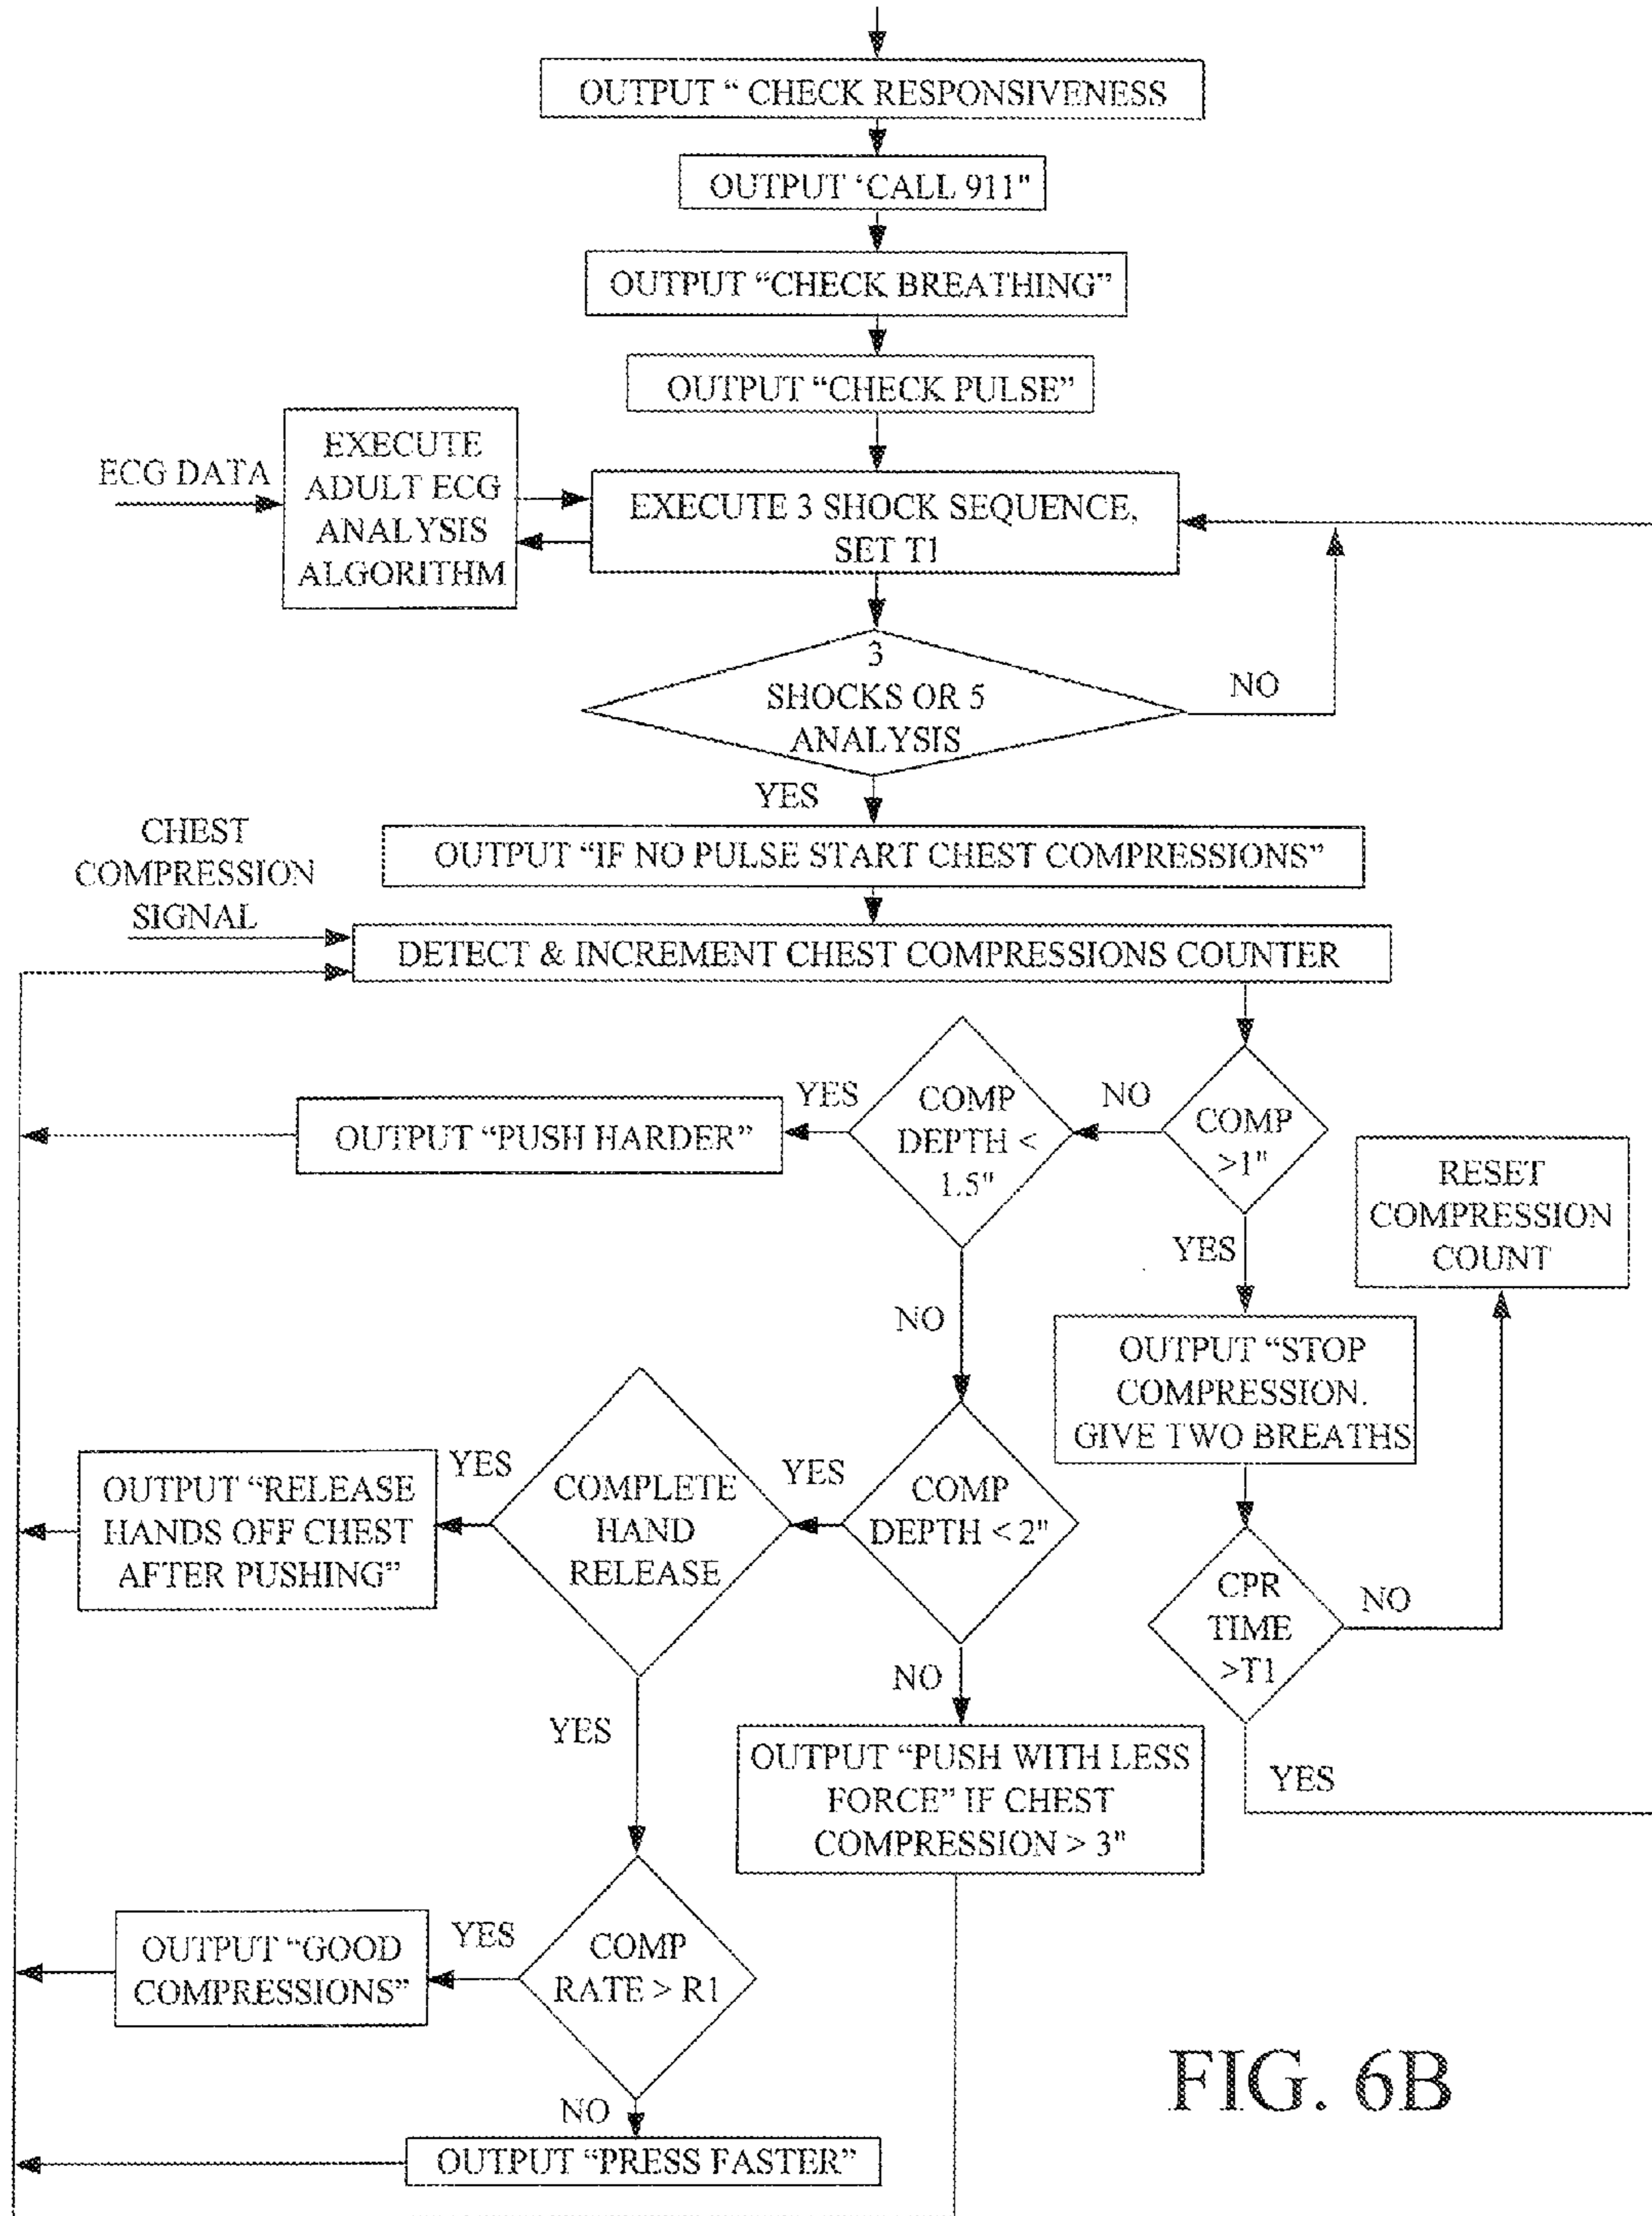 OUTPUT “ CHECK RESPONSIVENESS
OUTPUT ‘CALL 911"
OUTPUT “CHECK BREATHING”
OUTPUT “CHECK PULSE”
ECG DATA
EXECUTE
ADULT ECG
ANALYSIS
ALGORITHM
EXECUTE 3 SHOCK SEQUENCE,
SET T1
3
SHOCKS OR 5
ANALYSIS
NO
YES
OUTPUT “IF NO PULSE START CHEST COMPRESSIONS”
CHEST
COMPRESSION
SIGNAL
DETECT & INCREMENT CHEST COMPRESSIONS COUNTER
COMP
>1"
NO
COMP
DEPTH <
1.5"
YES
OUTPUT “PUSH HARDER”
RESET
COMPRESSION
COUNT
YES
NO
OUTPUT “STOP
COMPRESSION.
GIVE TWO BREATHS
COMP
DEPTH < 2"
YES
COMPLETE
HAND
RELEASE
YES
OUTPUT “RELEASE
HANDS OFF CHEST
AFTER PUSHING”
CPR
TIME
>T1
NO
YES
NO
OUTPUT “PUSH WITH LESS
FORCE” IF CHEST
COMPRESSION > 3"
YES
COMP
RATE > R1
YES
OUTPUT “GOOD
COMPRESSIONS”
NO
OUTPUT “PRESS FASTER”
FIG. 6B